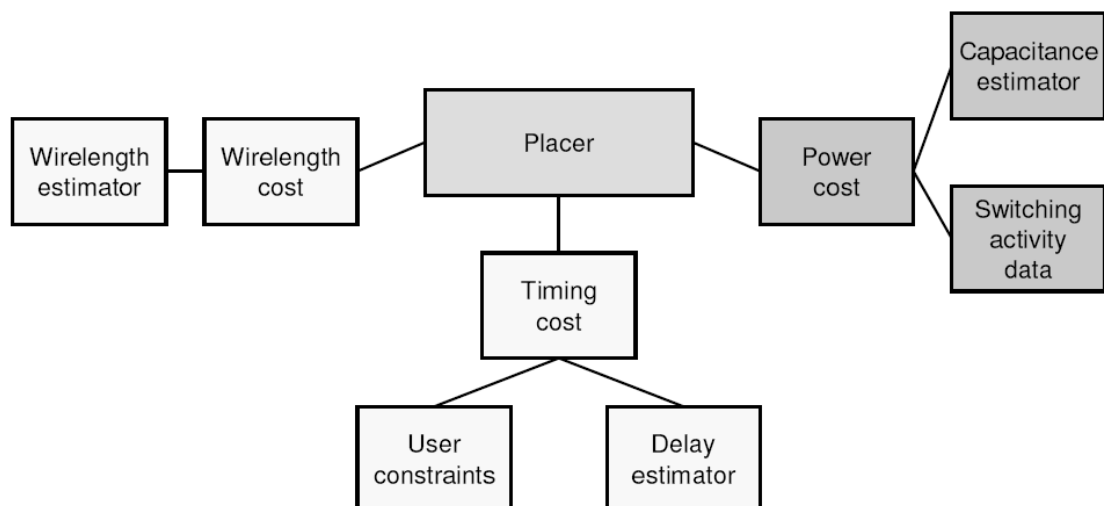 Capacitance
estimator
Placer
Wirelength
estimator
Wirelength
cost
Power
cost
Switching
activity
data
Timing
cost
User
constraints
Delay
estimator